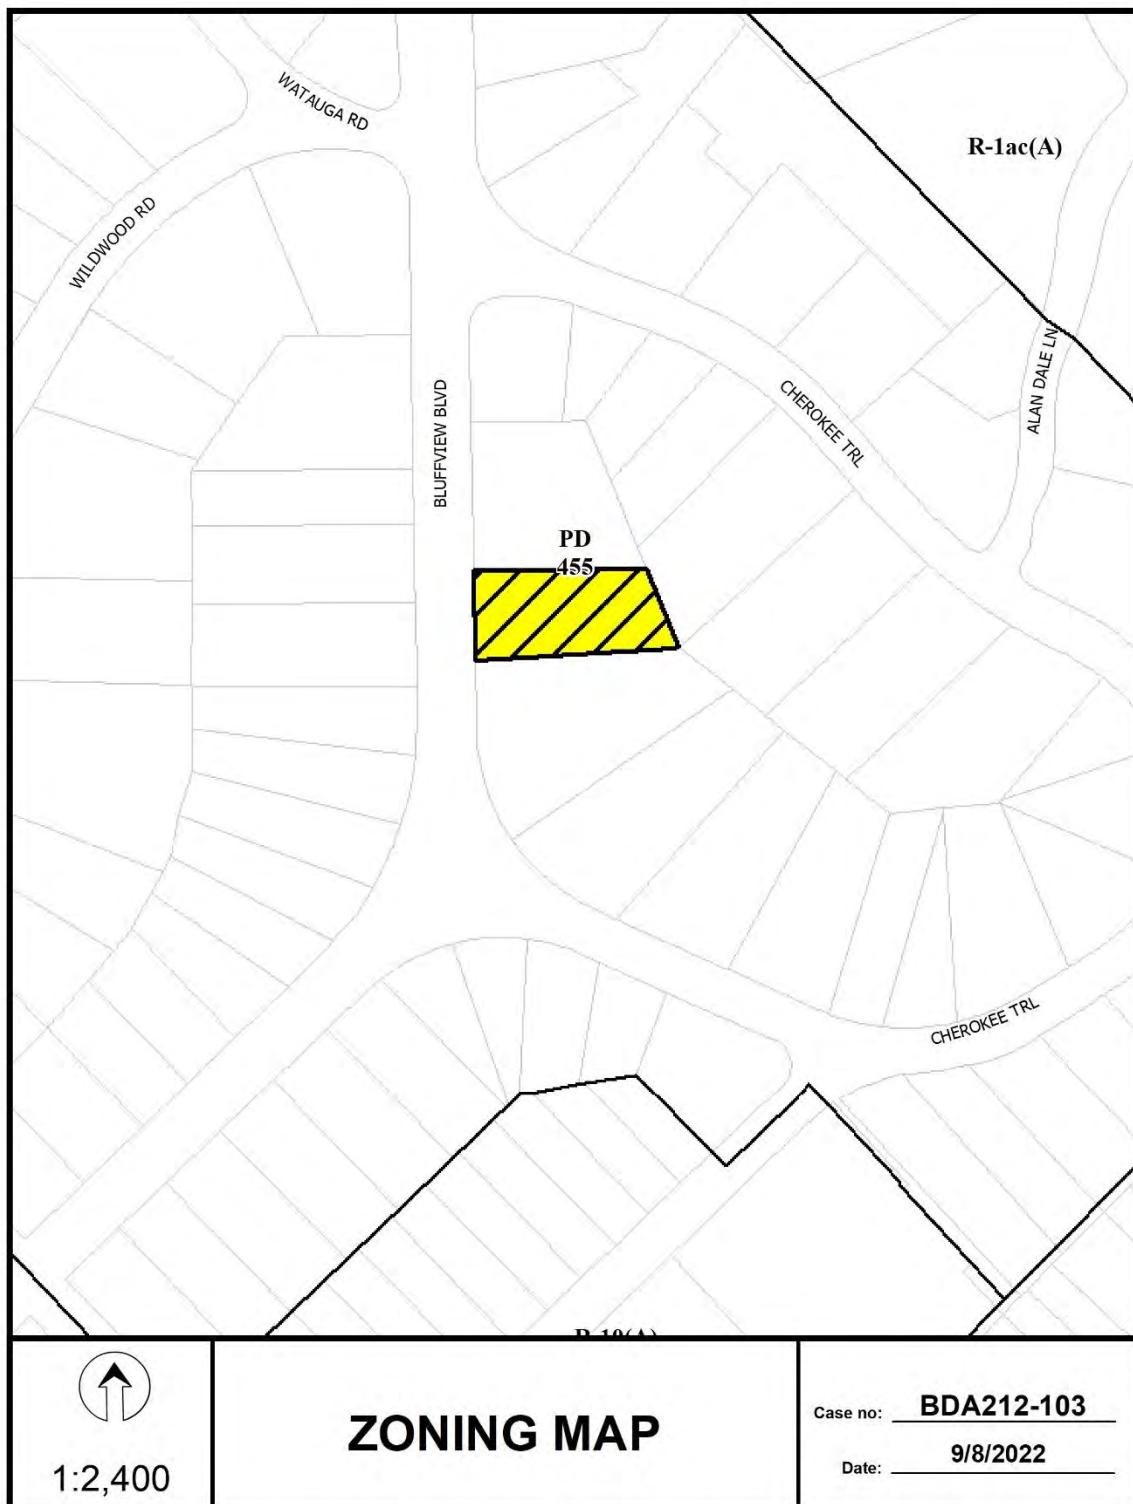 WATAUGA RD
R-1ac(A)
WILDWOOD RD
BLUFFVIEW BLVD
CHEROKEE TRL
ALAN DALE LN
PD
455
CHEROKEE TRL
R-10(A)
1:2,400
ZONING MAP
Case no: BDA212-103
Date: 9/8/2022